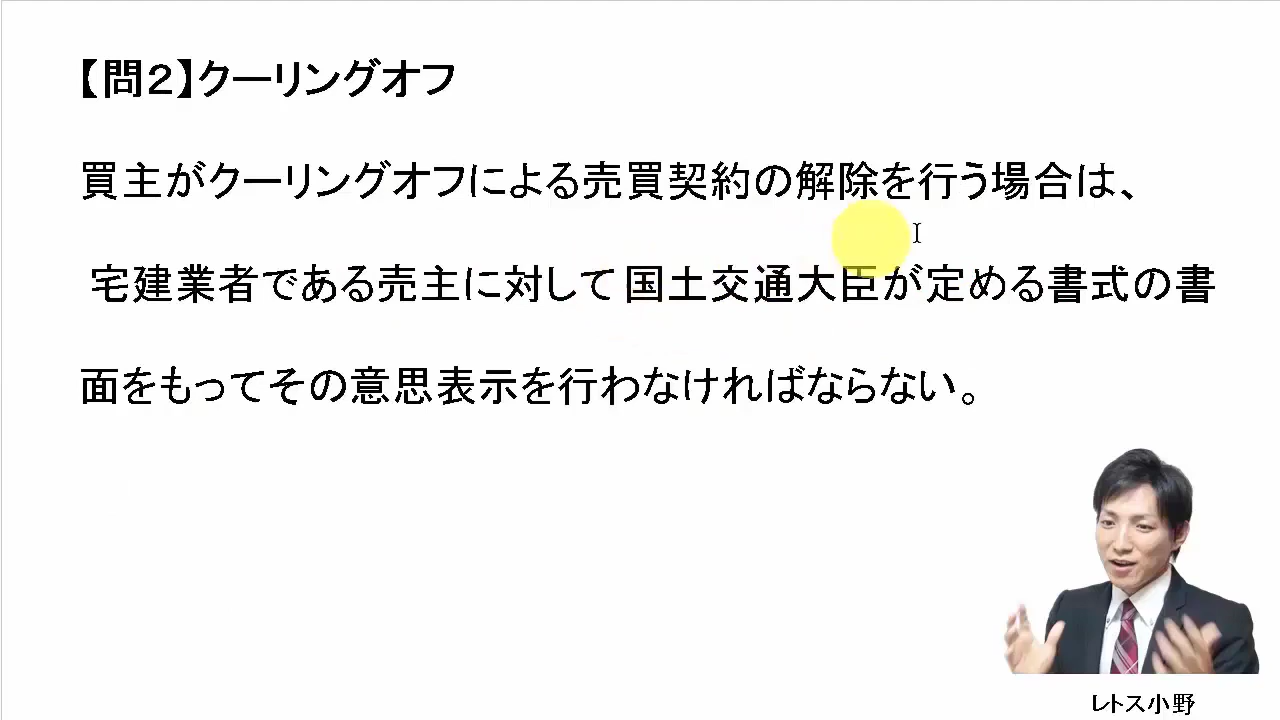 【問２】クーリングオフ
買主がクーリングオフによる売買契約の解除を行う場合は、
宅建業者である売主に対して国土交通大臣が定める書式の書
面をもってその意思表示を行わなければならない。
レトス小野